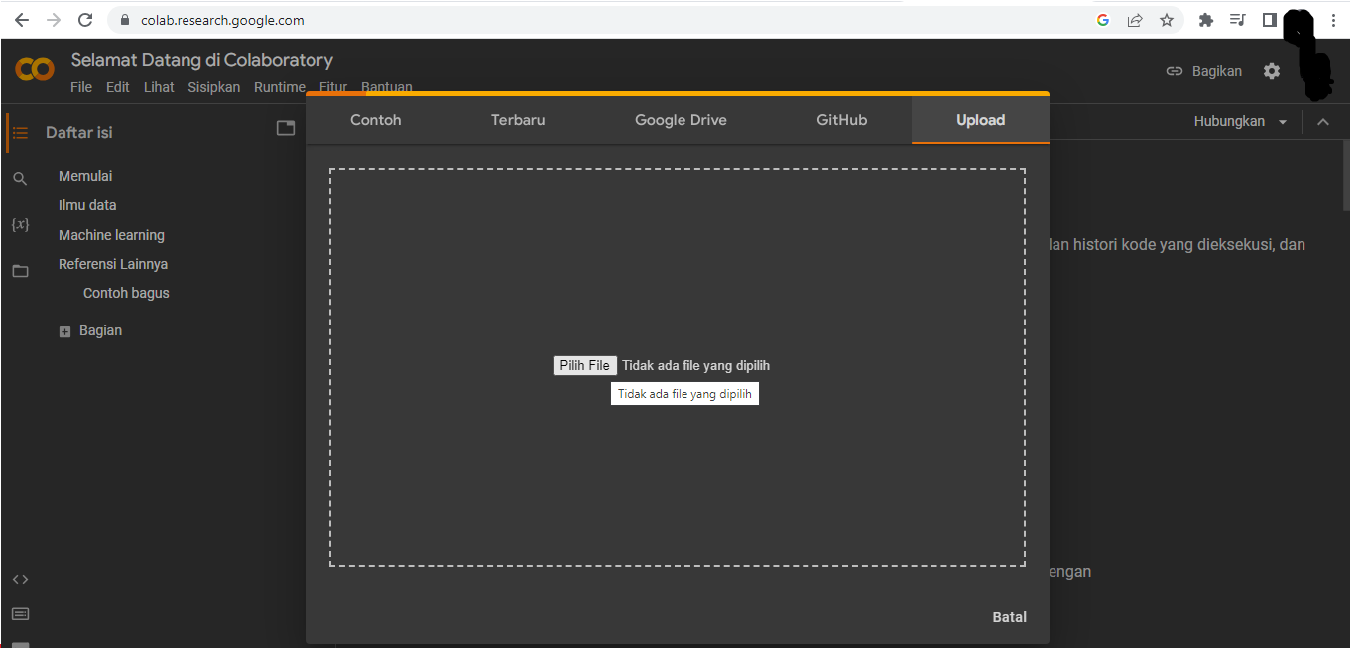 colab.research.google.com
Selamat Datang di Colaboratory
File Edit Lihat Sisipkan Runtime Fitur Bantuan
Bagikan
Contoh Terbaru Google Drive GitHub Upload
Hubungkan
Daftar isi
Memulai
Ilmu data
Machine learning
Referensi Lainnya
Contoh bagus
Bagian
{x}
dan histori kode yang dieksekusi, dan
Pilih File Tidak ada file yang dipilih
Tidak ada file yang dipilih
engan
Batal